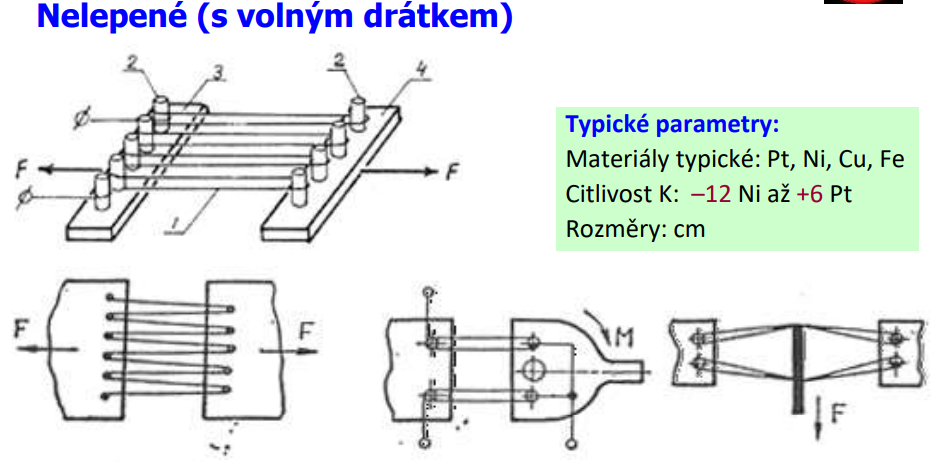 Nelepené (s volným drátkem)
2
3
2
4
F
F
1
Typické parametry:
Materiály typické: Pt, Ni, Cu, Fe
Citlivost K: –12 Ni až +6 Pt
Rozměry: cm
F
F
M
F